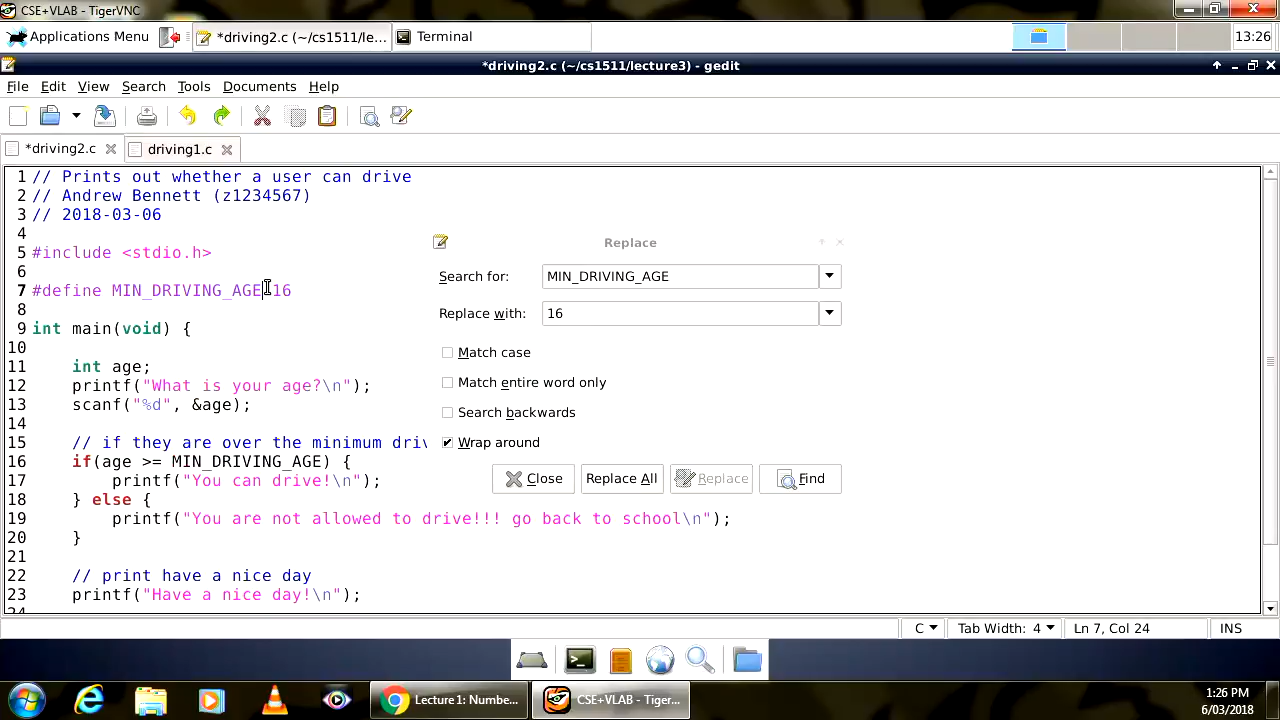 CSE+VLAB - TigerVNC
Applications Menu
*driving2.c (~/cs1511/le...
Terminal
13:26
*driving2.c (~/cs1511/lecture3) - gedit
File Edit View Search Tools Documents Help
*driving2.c
driving1.c
1 // Prints out whether a user can drive
2 // Andrew Bennett (z1234567)
3 // 2018-03-06
4
5 #include <stdio.h>
6
7 #define MIN_DRIVING_AGE 16
8
9 int main(void) {
10
11 int age;
12 printf("What is your age?\n");
13 scanf("%d", &age);
14
15 // if they are over the minimum driv
16 if(age >= MIN_DRIVING_AGE) {
17 printf("You can drive!\n");
18 } else {
19 printf("You are not allowed to drive!!! go back to school\n");
20 }
21
22 // print have a nice day
23 printf("Have a nice day!\n");
24
Replace
Search for: MIN_DRIVING_AGE
Replace with: 16
Match case
Match entire word only
Search backwards
Wrap around
Close Replace All Replace Find
C Tab Width: 4 Ln 7, Col 24 INS
Lecture 1: Numbe...
CSE+VLAB - Tiger...
1:26 PM
6/03/2018